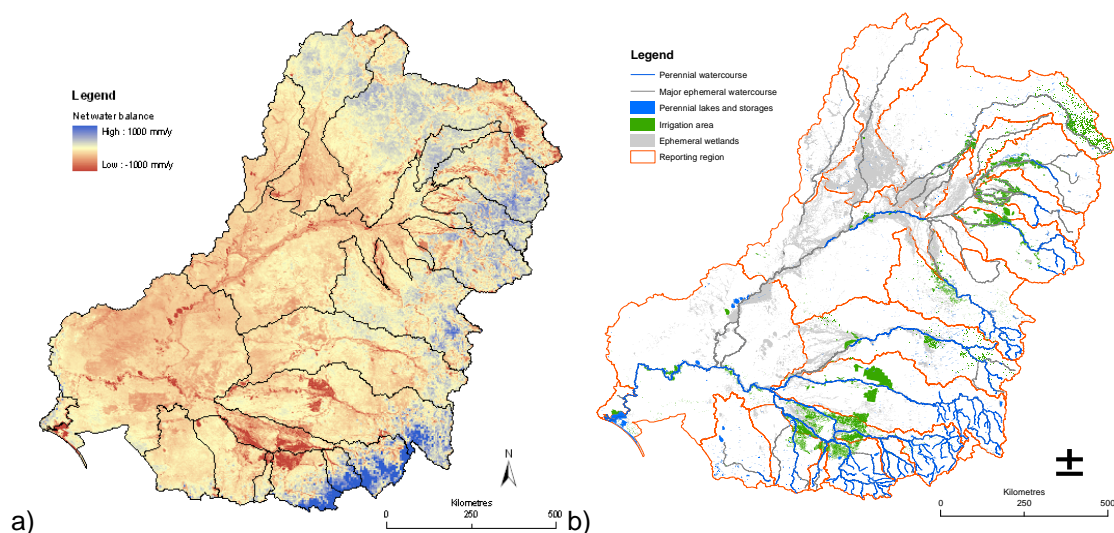 Legend
Net water balance
High : 1000 mm/y
Low : -1000 mm/y
N
Kilometres
0 250 500
a)
Legend
Perennial watercourse
Major ephemeral watercourse
Perennial lakes and storages
Irrigation area
Ephemeral wetlands
Reporting region
±
Kilometres
0 250 500
b)